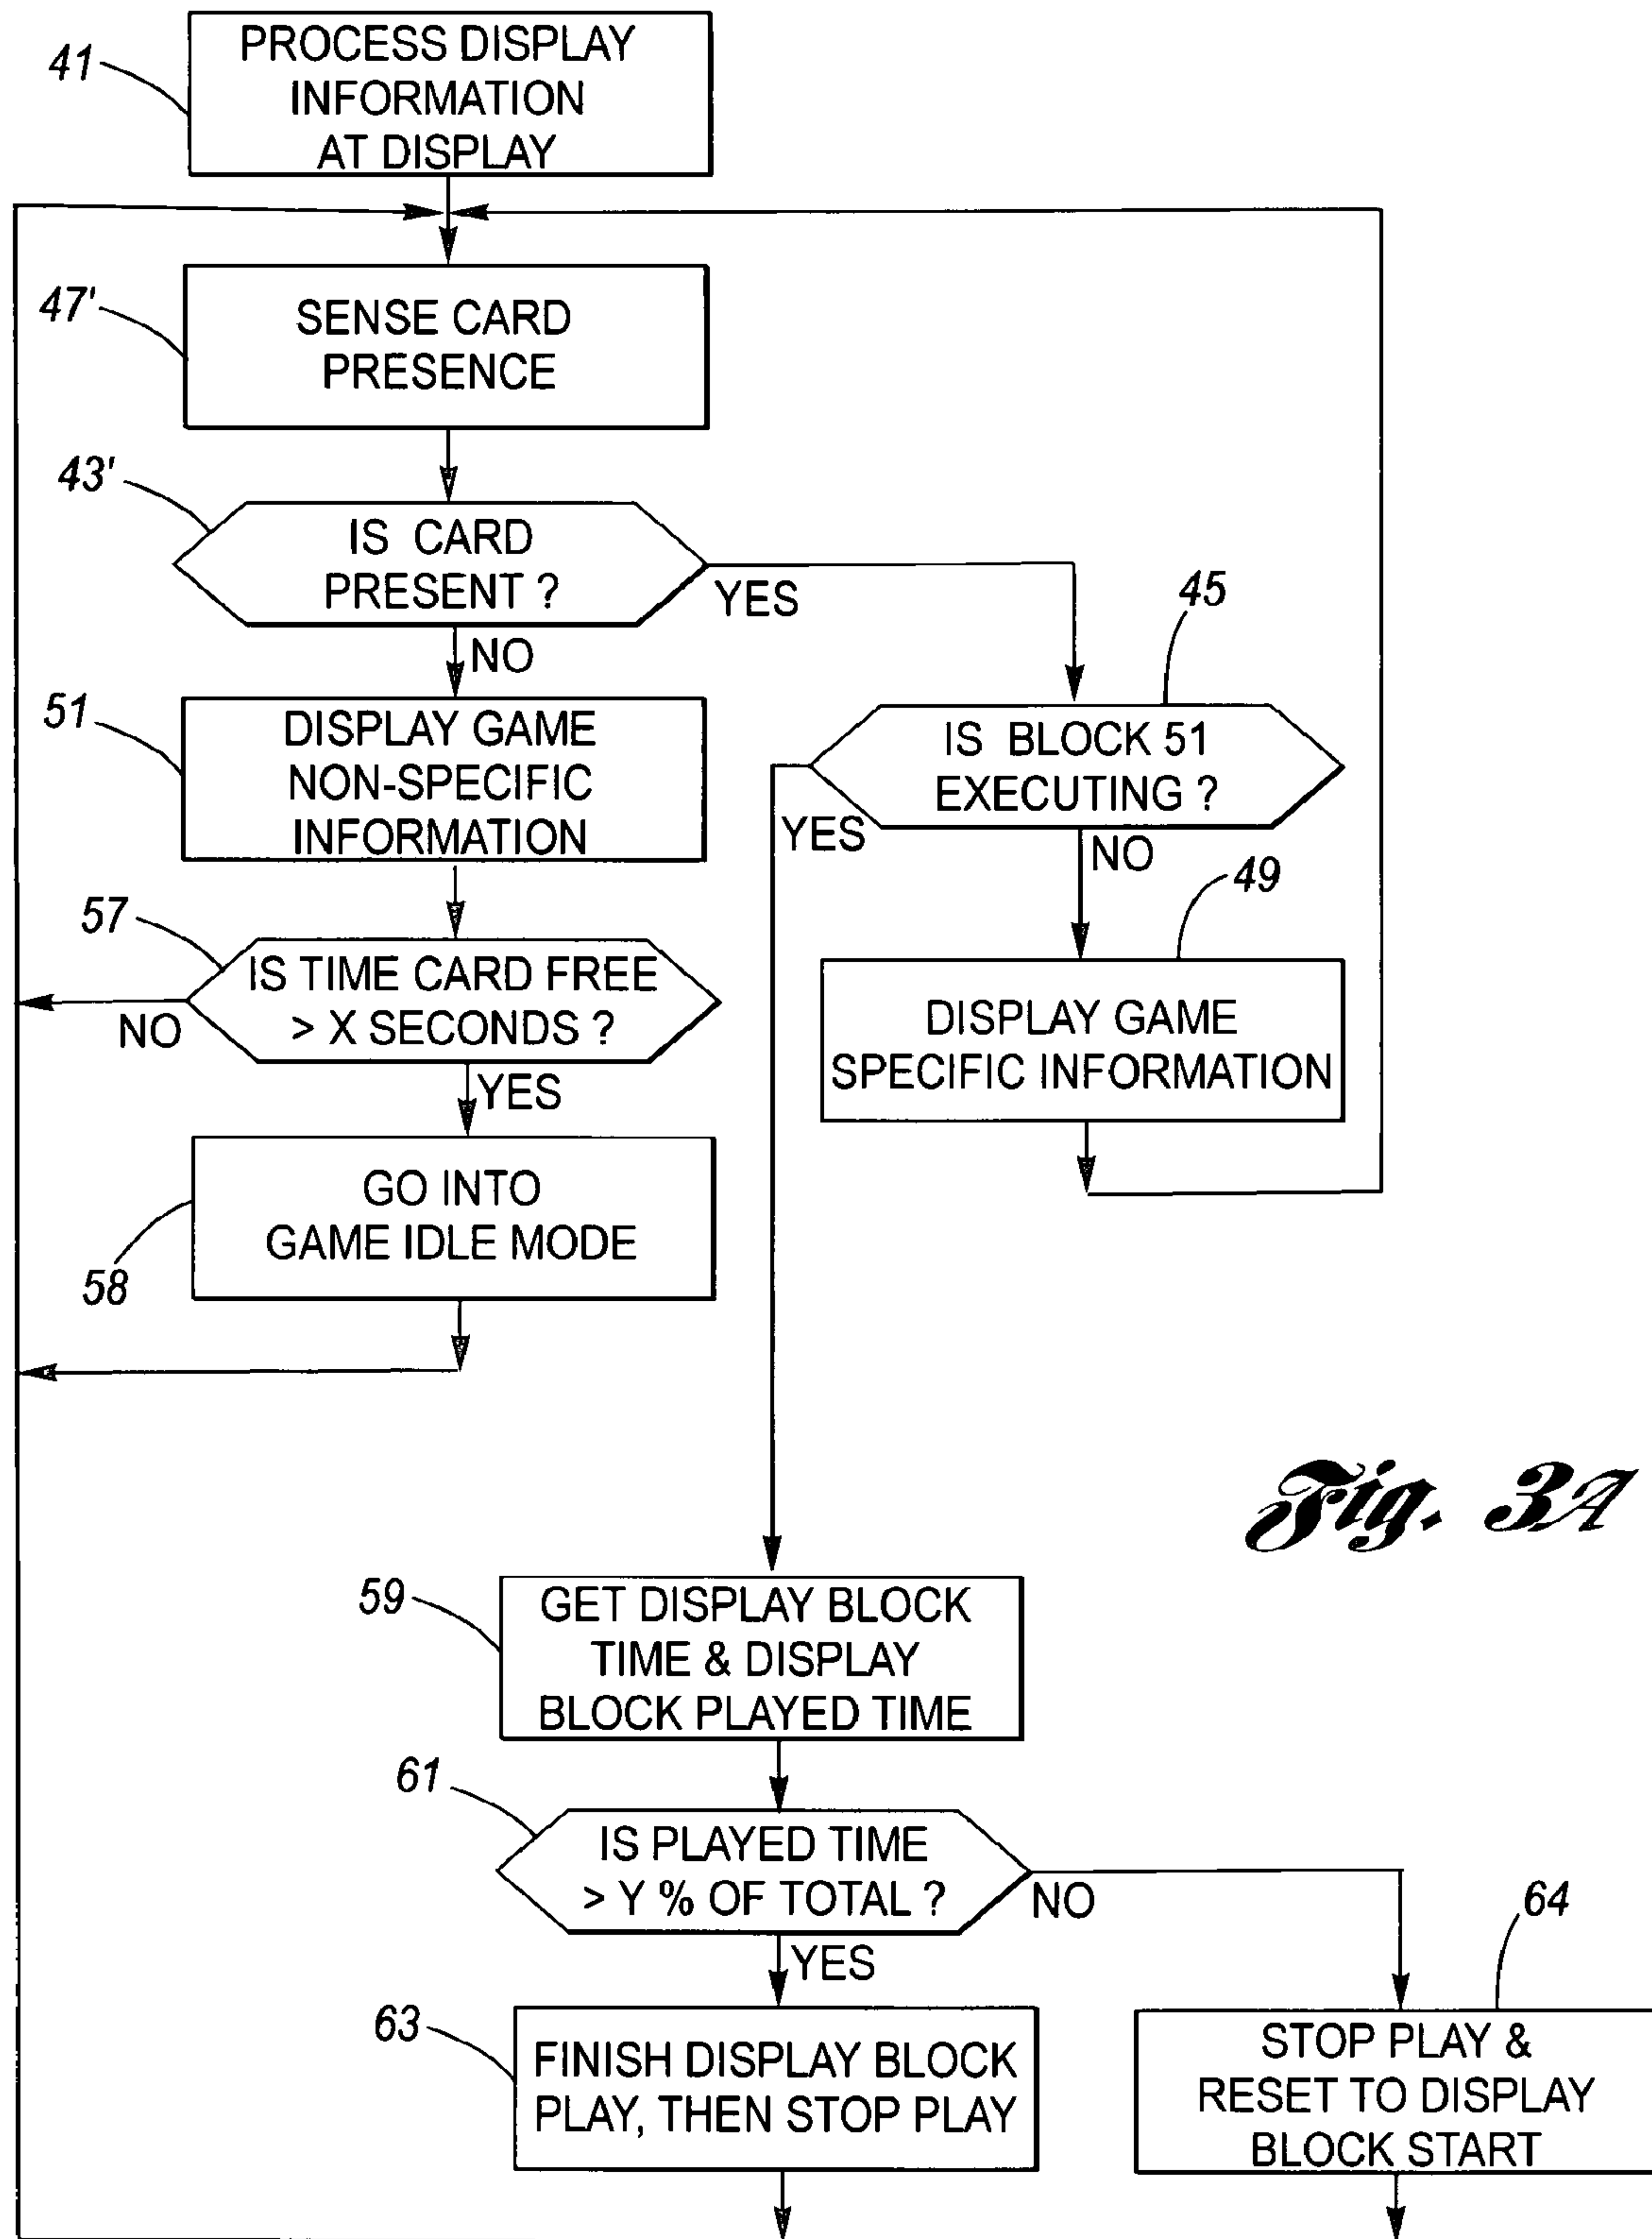 41
PROCESS DISPLAY
INFORMATION
AT DISPLAY
47'
SENSE CARD
PRESENCE
43'
IS CARD
PRESENT ?
YES
NO
45
IS BLOCK 51
EXECUTING ?
YES
NO
51
DISPLAY GAME
NON-SPECIFIC
INFORMATION
49
DISPLAY GAME
SPECIFIC INFORMATION
57
IS TIME CARD FREE
> X SECONDS ?
NO
YES
58
GO INTO
GAME IDLE MODE
Fig. 3A
59
GET DISPLAY BLOCK
TIME & DISPLAY
BLOCK PLAYED TIME
61
IS PLAYED TIME
> Y % OF TOTAL ?
NO
YES
63
FINISH DISPLAY BLOCK
PLAY, THEN STOP PLAY
64
STOP PLAY &
RESET TO DISPLAY
BLOCK START